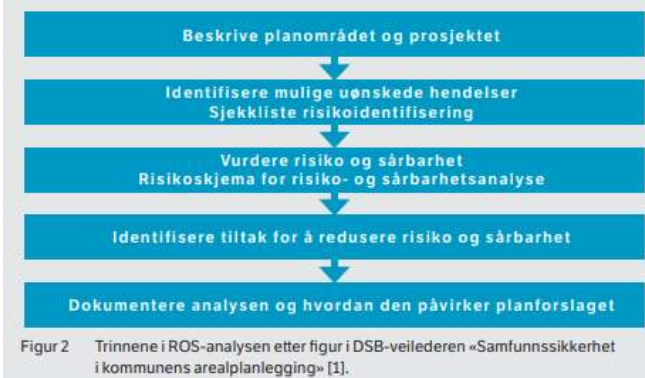 Beskrive planområdet og prosjektet
Identifisere mulige uønskede hendelser
Sjekkliste risikoidentifisering
Vurdere risiko og sårbarhet
Risikoskjema for risiko- og sårbarhetsanalyse
Identifisere tiltak for å redusere risiko og sårbarhet
Dokumentere analysen og hvordan den påvirker planforslaget
Figur 2 Trinnene i ROS-analysen etter figur i DSB-veilederen «Samfunnssikkerhet
i kommunens arealplanlegging» [1].